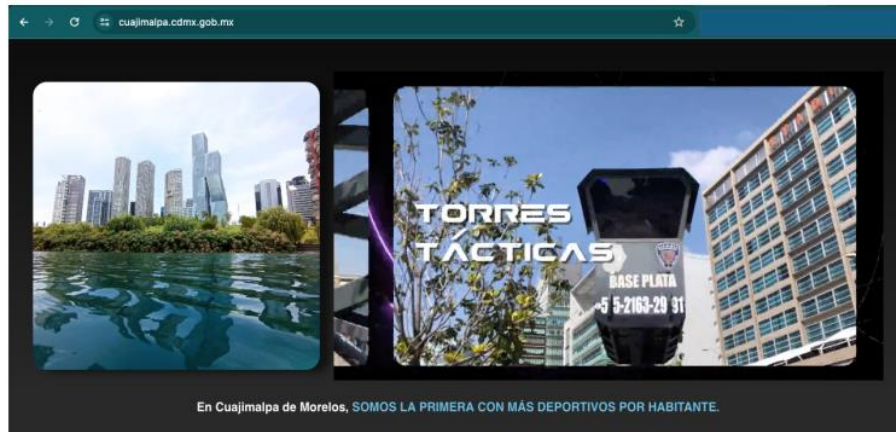 cuajimalpa.cdmx.gob.mx
TORRES
TÁCTICAS
BASE PLATA
En Cuajimalpa de Morelos, SOMOS LA PRIMERA CON MÁS DEPORTIVOS POR HABITANTE.